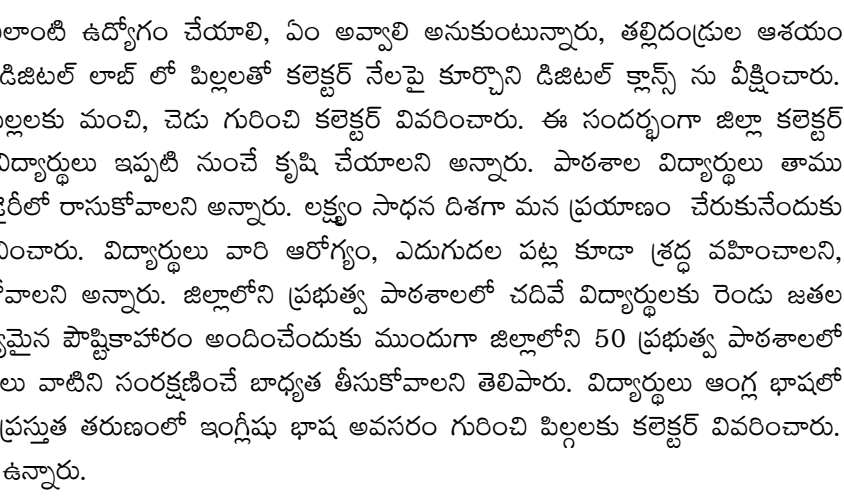 ఉద్యోగం చేయాలి, ఏం అవ్వాలి అనుకుంటున్నారు, తల్లిదండ్రుల ఆశయం
డిజిటల్ లాబ్ లో పిల్లలతో కలెక్టర్ నేలపై కూర్చొని డిజిటల్ క్లాస్స్ ను వీక్షించారు.
మంచి, చెడు గురించి కలెక్టర్ వివరించారు. ఈ సందర్భంగా జిల్లా కలెక్టర్
విద్యార్థులు ఇప్పటి నుంచే కృషి చేయాలని అన్నారు. పాఠశాల విద్యార్థులు తాము
రాసుకోవాలని అన్నారు. లక్ష్యం సాధన దిశగా మన ప్రయాణం చేరుకునేందుకు
విద్యార్థులు వారి ఆరోగ్యం, ఎదుగుదల పట్ల కూడా శ్రద్ధ వహించాలని,
అన్నారు. జిల్లాలోని ప్రభుత్వ పాఠశాలలో చదివే విద్యార్థులకు రెండు జతల
పౌష్టికాహారం అందించేందుకు ముందుగా జిల్లాలోని 50 ప్రభుత్వ పాఠశాలలో
వాటిని సంరక్షణించే బాధ్యత తీసుకోవాలని తెలిపారు. విద్యార్థులు ఆంగ్ల భాషలో
ప్రస్తుత తరుణంలో ఇంగ్లీషు భాష అవసరం గురించి పిల్గలకు కలెక్టర్ వివరించారు.
ఉన్నారు.